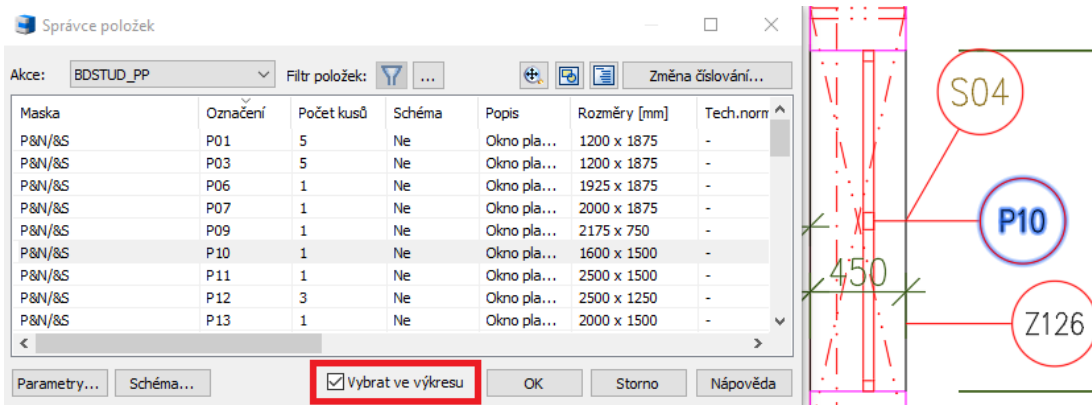 Správce položek
Akce: BDSTUD_PP Filtr položek: ... Změna číslování...
Maska Označení Počet kusů Schéma Popis Rozměry [mm] Tech.norm
P&N/&S P01 5 Ne Okno pla... 1200 x 1875 -
P&N/&S P03 5 Ne Okno pla... 1200 x 1875 -
P&N/&S P06 1 Ne Okno pla... 1925 x 1875 -
P&N/&S P07 1 Ne Okno pla... 2000 x 1875 -
P&N/&S P09 1 Ne Okno pla... 2175 x 750 -
P&N/&S P10 1 Ne Okno pla... 1600 x 1500 -
P&N/&S P11 1 Ne Okno pla... 2500 x 1500 -
P&N/&S P12 3 Ne Okno pla... 2500 x 1250 -
P&N/&S P13 1 Ne Okno pla... 2000 x 1500 -
Parametry... Schéma... Vybrat ve výkresu OK Storno Nápověda
S04
P10
450
Z126